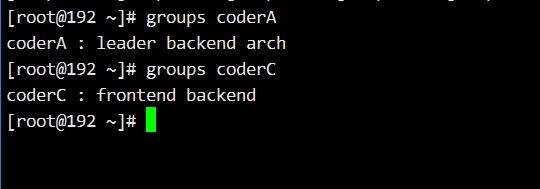 [root@192 ~]# groups coderA
coderA : leader backend arch
[root@192 ~]# groups coderC
coderC : frontend backend
[root@192 ~]#